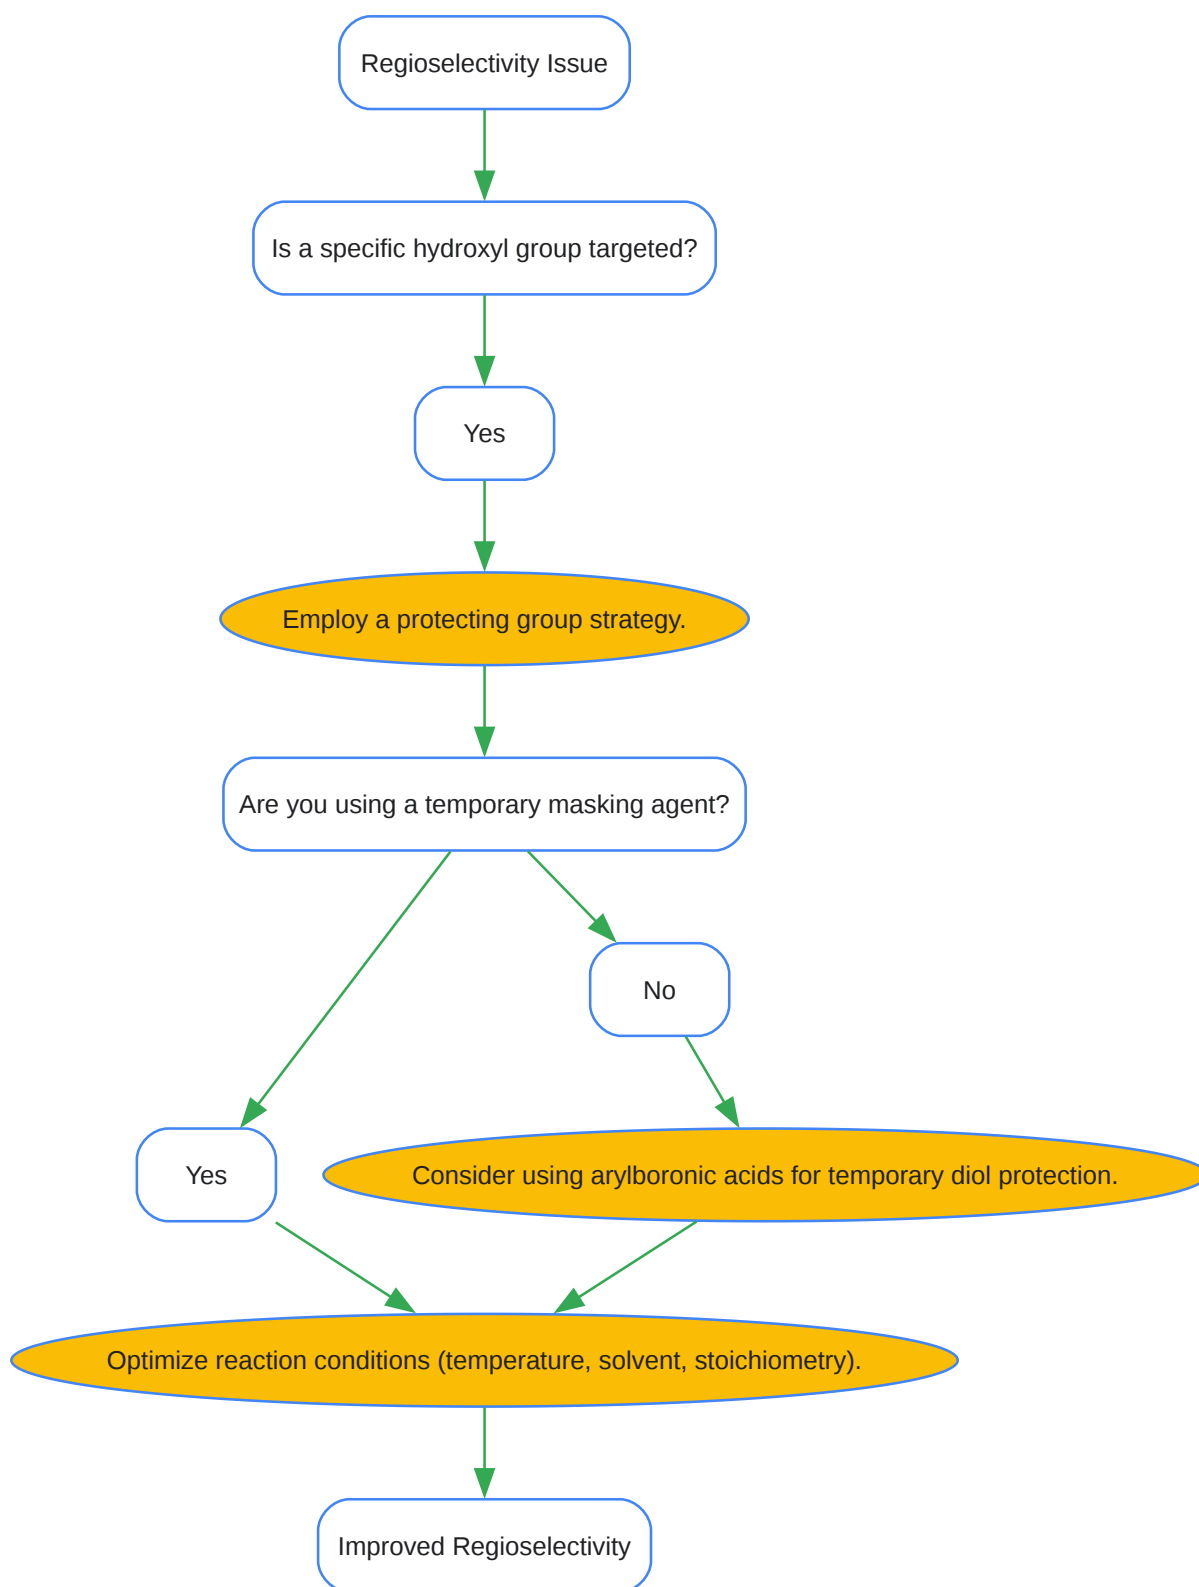 Regioselectivity Issue
Is a specific hydroxyl group targeted?
Yes
Employ a protecting group strategy.
Are you using a temporary masking agent?
No
Yes
Consider using arylboronic acids for temporary diol protection.
Optimize reaction conditions (temperature, solvent, stoichiometry).
Improved Regioselectivity